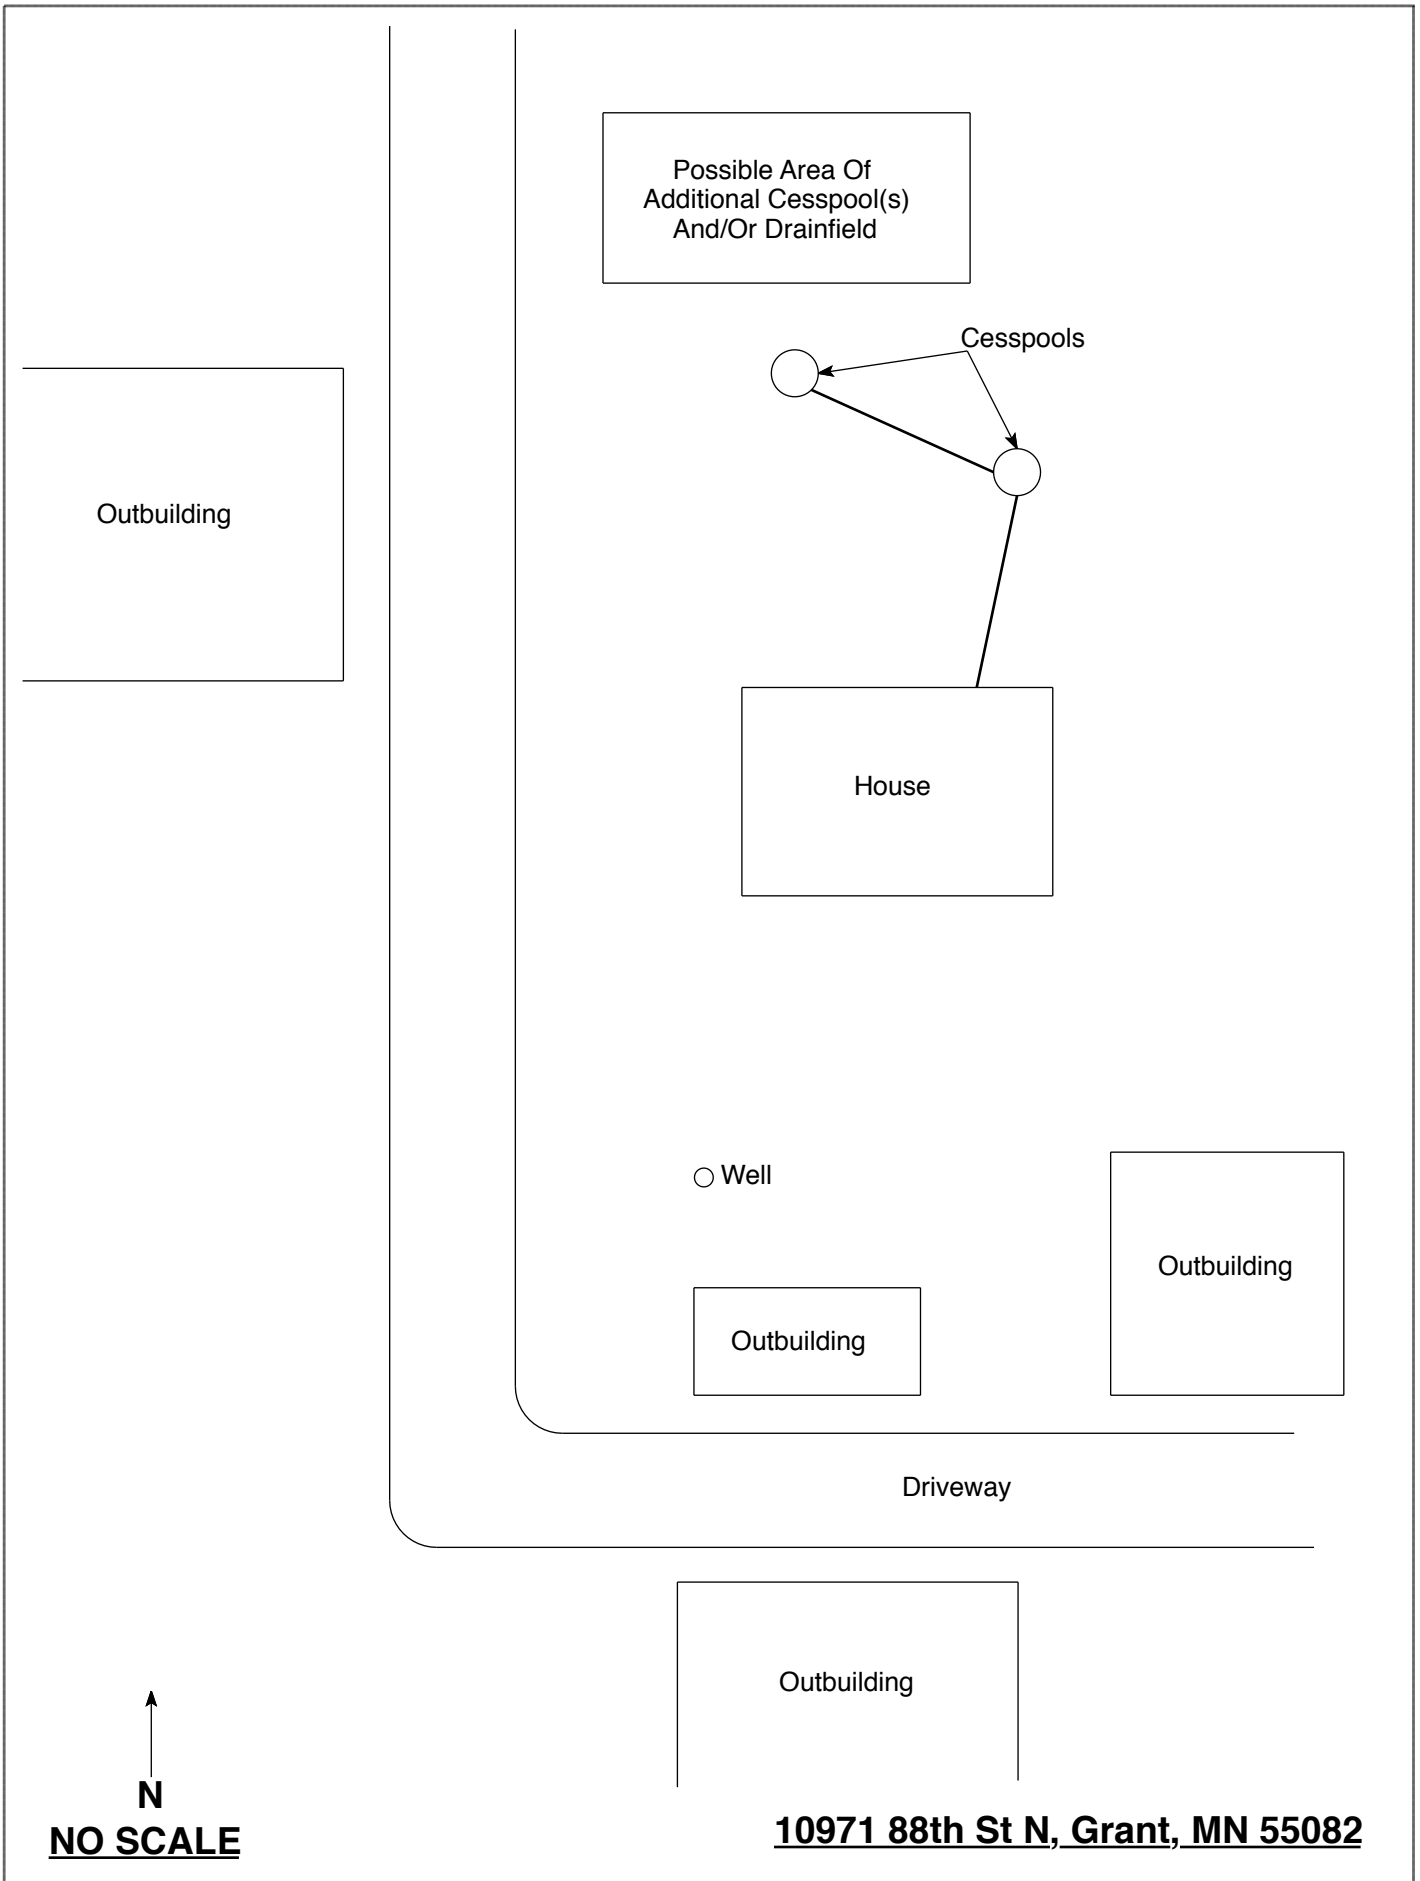 Possible Area Of
Additional Cesspool(s)
And/Or Drainfield
Cesspools
Outbuilding
House
Well
Outbuilding
Outbuilding
Driveway
Outbuilding
N
NO SCALE
10971 88th St N, Grant, MN 55082